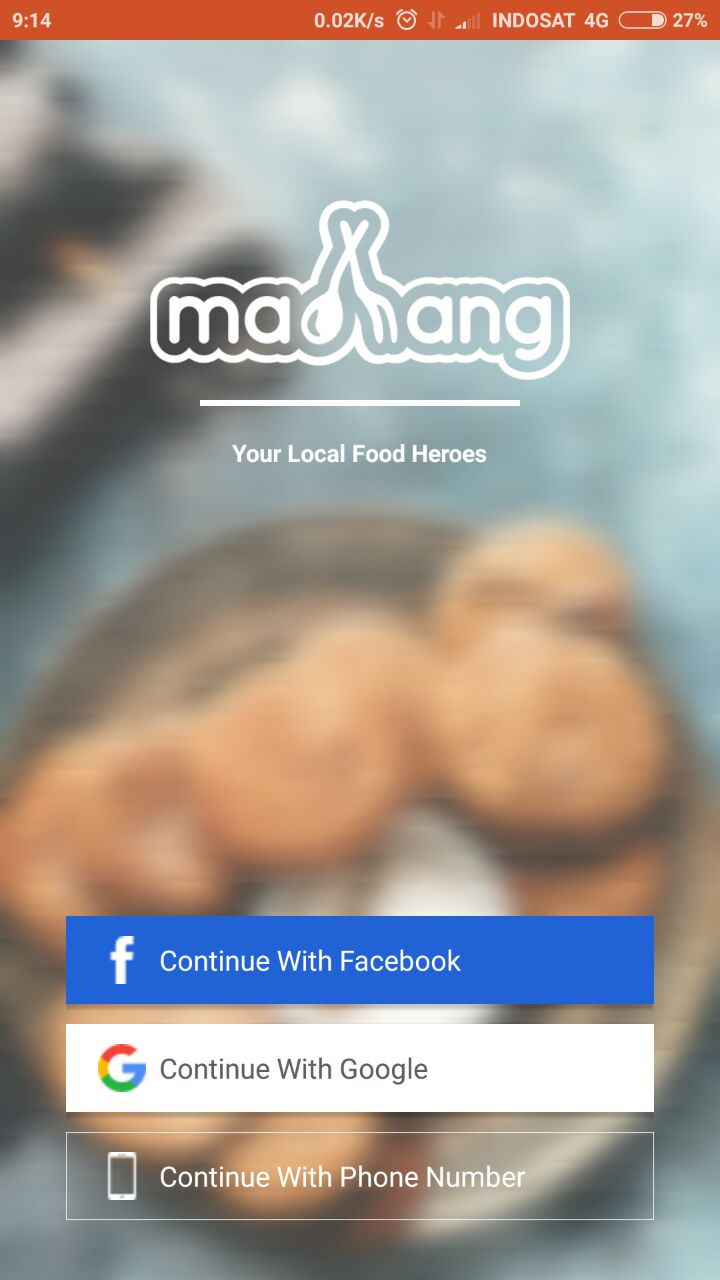 9:14 0.02K/s INDOSAT 4G 27%
madhang
Your Local Food Heroes
Continue With Facebook
Continue With Google
Continue With Phone Number